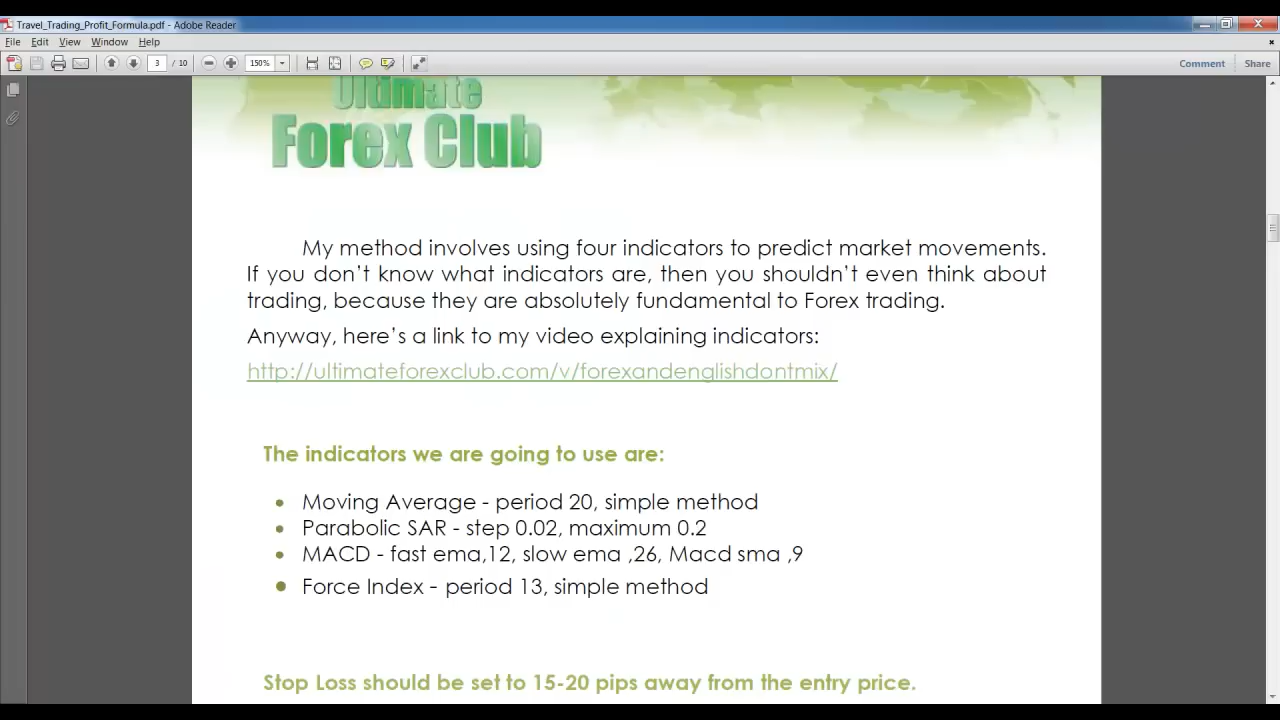 Travel_Trading_Profit_Formula.pdf - Adobe Reader
File Edit View Window Help
3 / 10 150% Comment Share
Ultimate
Forex Club
My method involves using four indicators to predict market movements.
If you don't know what indicators are, then you shouldn't even think about
trading, because they are absolutely fundamental to Forex trading.
Anyway, here's a link to my video explaining indicators:
http://ultimateforexclub.com/v/forexandenglishdontmix/
The indicators we are going to use are:
• Moving Average - period 20, simple method
• Parabolic SAR - step 0.02, maximum 0.2
• MACD - fast ema,12, slow ema ,26, Macd sma ,9
• Force Index - period 13, simple method
Stop Loss should be set to 15-20 pips away from the entry price.